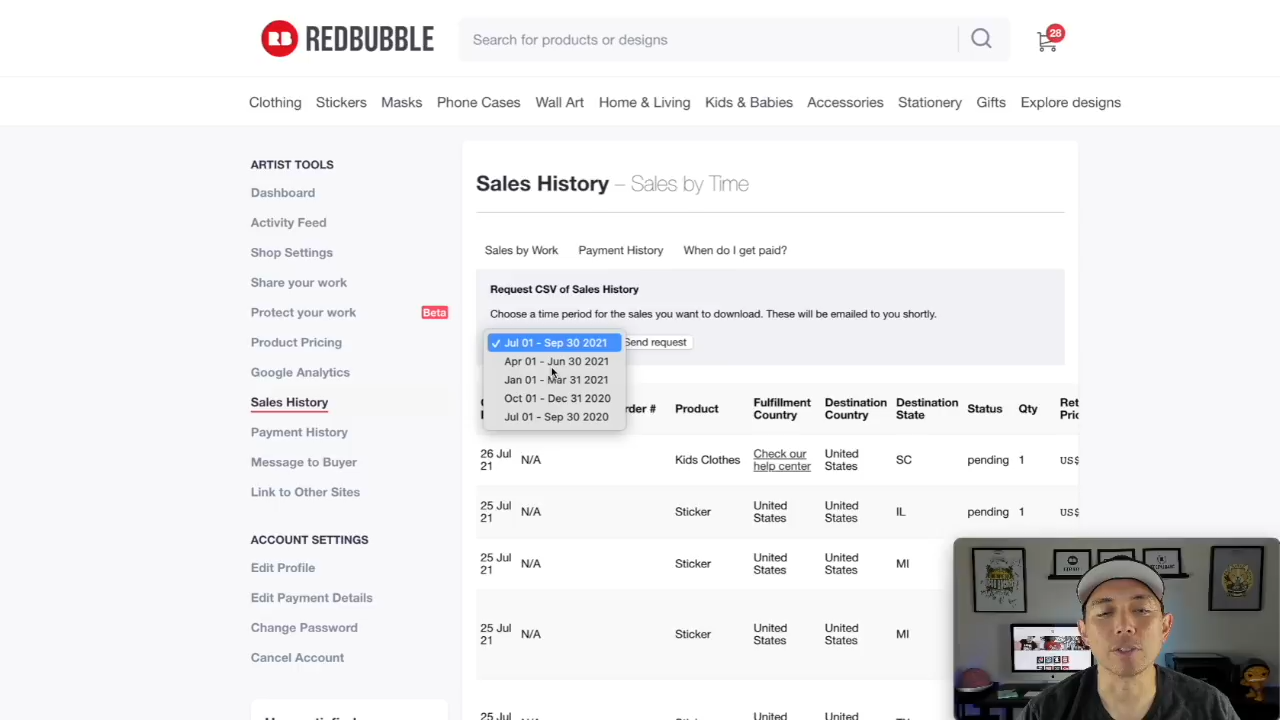 RB REDBUBBLE
Search for products or designs
28
Clothing Stickers Masks Phone Cases Wall Art Home & Living Kids & Babies Accessories Stationery Gifts Explore designs
ARTIST TOOLS
Dashboard
Activity Feed
Shop Settings
Share your work
Protect your work Beta
Product Pricing
Google Analytics
Sales History
Payment History
Message to Buyer
Link to Other Sites
ACCOUNT SETTINGS
Edit Profile
Edit Payment Details
Change Password
Cancel Account
Sales History – Sales by Time
Sales by Work Payment History When do I get paid?
Request CSV of Sales History
Choose a time period for the sales you want to download. These will be emailed to you shortly.
✓ Jul 01 - Sep 30 2021
Send request
Apr 01 - Jun 30 2021
Jan 01 - Mar 31 2021
Oct 01 - Dec 31 2020
Jul 01 - Sep 30 2020
Product Fulfillment Country Destination Country Destination State Status Qty
26 Jul 21 N/A Kids Clothes Check our help center United States SC pending 1 US$
25 Jul 21 N/A Sticker United States United States IL pending 1 US$
25 Jul 21 N/A Sticker United States United States MI
25 Jul 21 N/A Sticker United States United States MI
25 Jul United United